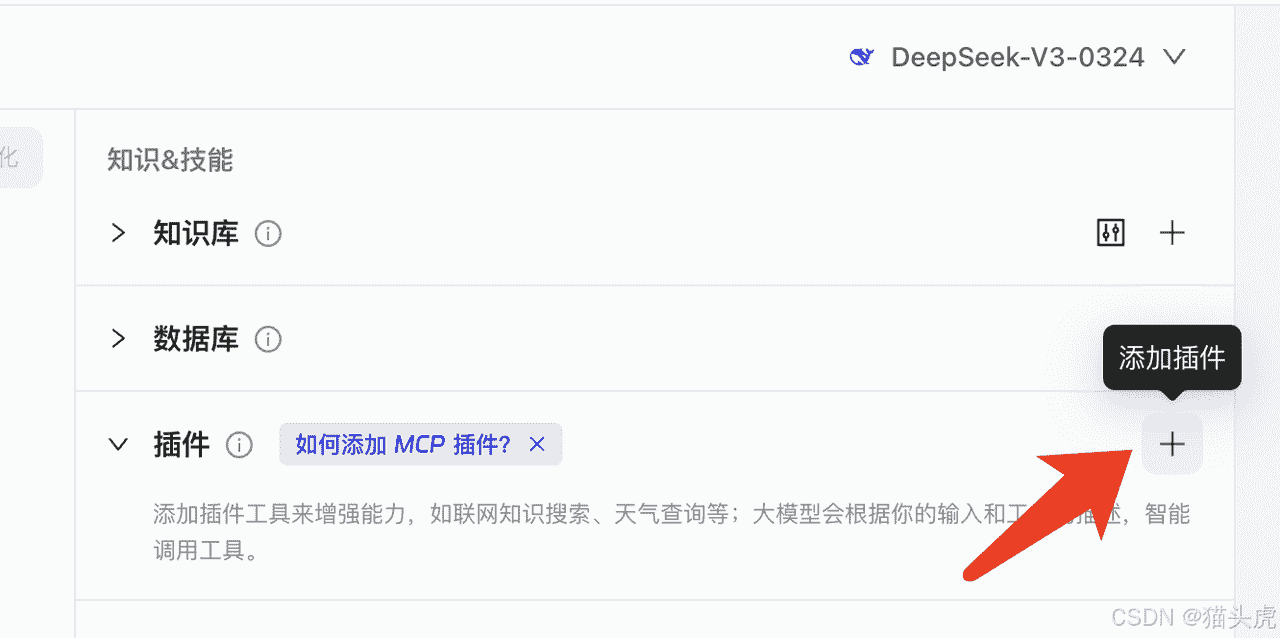 DeepSeek-V3-0324
化
知识&技能
知识库
数据库
添加插件
插件
如何添加 MCP 插件?
添加插件工具来增强能力，如联网知识搜索、天气查询等；大模型会根据你的输入和工 述，智能
调用工具。
CSDN @猫头虎